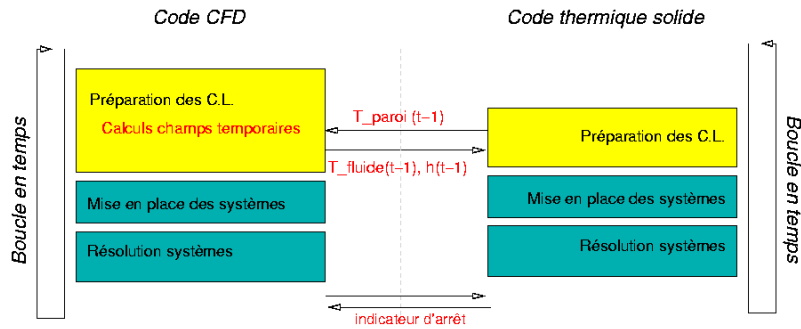 Code CFD
Code thermique solide
Boucle en temps
Préparation des C.L.
Calculs champs temporaires
T_paroi (t-1)
T_fluide(t-1), h(t-1)
Préparation des C.L.
Mise en place des systèmes
Mise en place des systèmes
Résolution systèmes
Résolution systèmes
Boucle en temps
indicateur d'arrêt